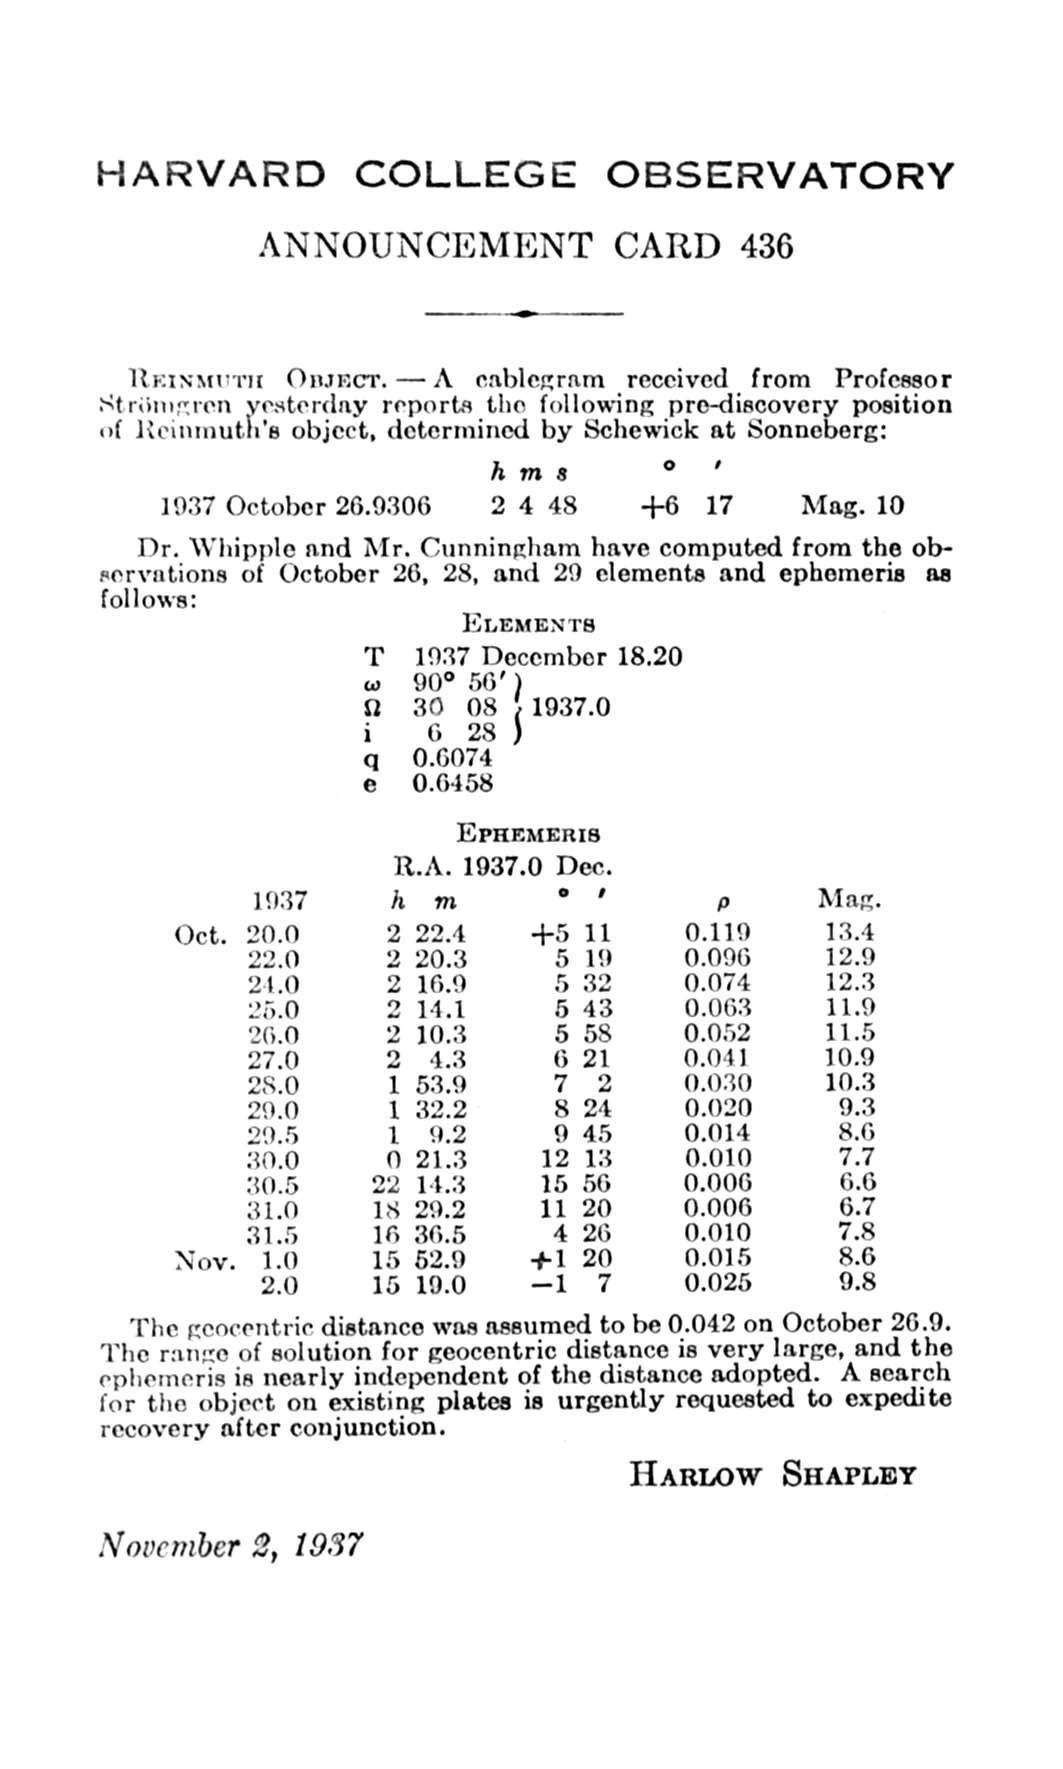 HARVARD COLLEGE OBSERVATORY
ANNOUNCEMENT CARD 436
REINMUTH OBJECT. — A cablegram received from Professor
Strömgren yesterday reports the following pre-discovery position
of Reinmuth's object, determined by Schewick at Sonneberg:
h m s ° ′
1937 October 26.9306 2 4 48 +6 17 Mag. 10
Dr. Whipple and Mr. Cunningham have computed from the ob-
servations of October 26, 28, and 29 elements and ephemeris as
follows:
ELEMENTS
T 1937 December 18.20
ω 90° 56′
Ω 30 08 } 1937.0
i 6 28
q 0.6074
e 0.6458
EPHEMERIS
R.A. 1937.0 Dec.
1937 h m ° ′ ρ Mag.
Oct. 20.0 2 22.4 +5 11 0.119 13.4
22.0 2 20.3 5 19 0.096 12.9
24.0 2 16.9 5 32 0.074 12.3
25.0 2 14.1 5 43 0.063 11.9
26.0 2 10.3 5 58 0.052 11.5
27.0 2 4.3 6 21 0.041 10.9
28.0 1 53.9 7 2 0.030 10.3
29.0 1 32.2 8 24 0.020 9.3
29.5 1 9.2 9 45 0.014 8.6
30.0 0 21.3 12 13 0.010 7.7
30.5 22 14.3 15 56 0.006 6.6
31.0 18 29.2 11 20 0.006 6.7
31.5 16 36.5 4 26 0.010 7.8
Nov. 1.0 15 52.9 +1 20 0.015 8.6
2.0 15 19.0 −1 7 0.025 9.8
The geocentric distance was assumed to be 0.042 on October 26.9.
The range of solution for geocentric distance is very large, and the
ephemeris is nearly independent of the distance adopted. A search
for the object on existing plates is urgently requested to expedite
recovery after conjunction.
HARLOW SHAPLEY
November 2, 1937